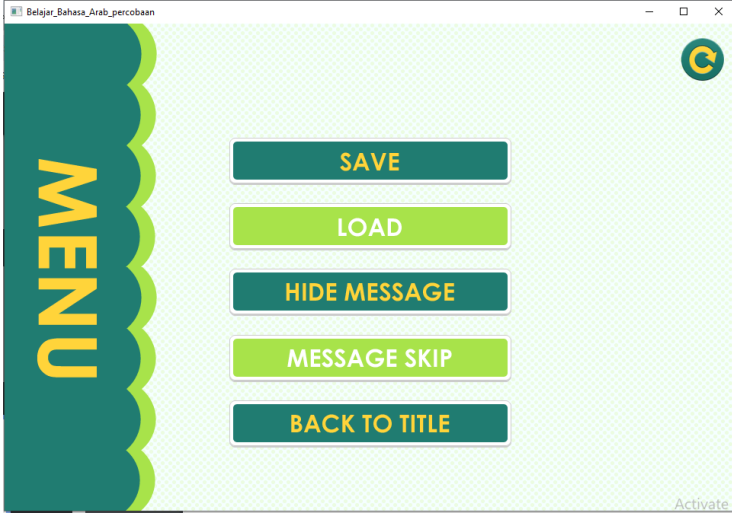 Belajar_Bahasa_Arab_percobaan
MENU
SAVE
LOAD
HIDE MESSAGE
MESSAGE SKIP
BACK TO TITLE
Activate